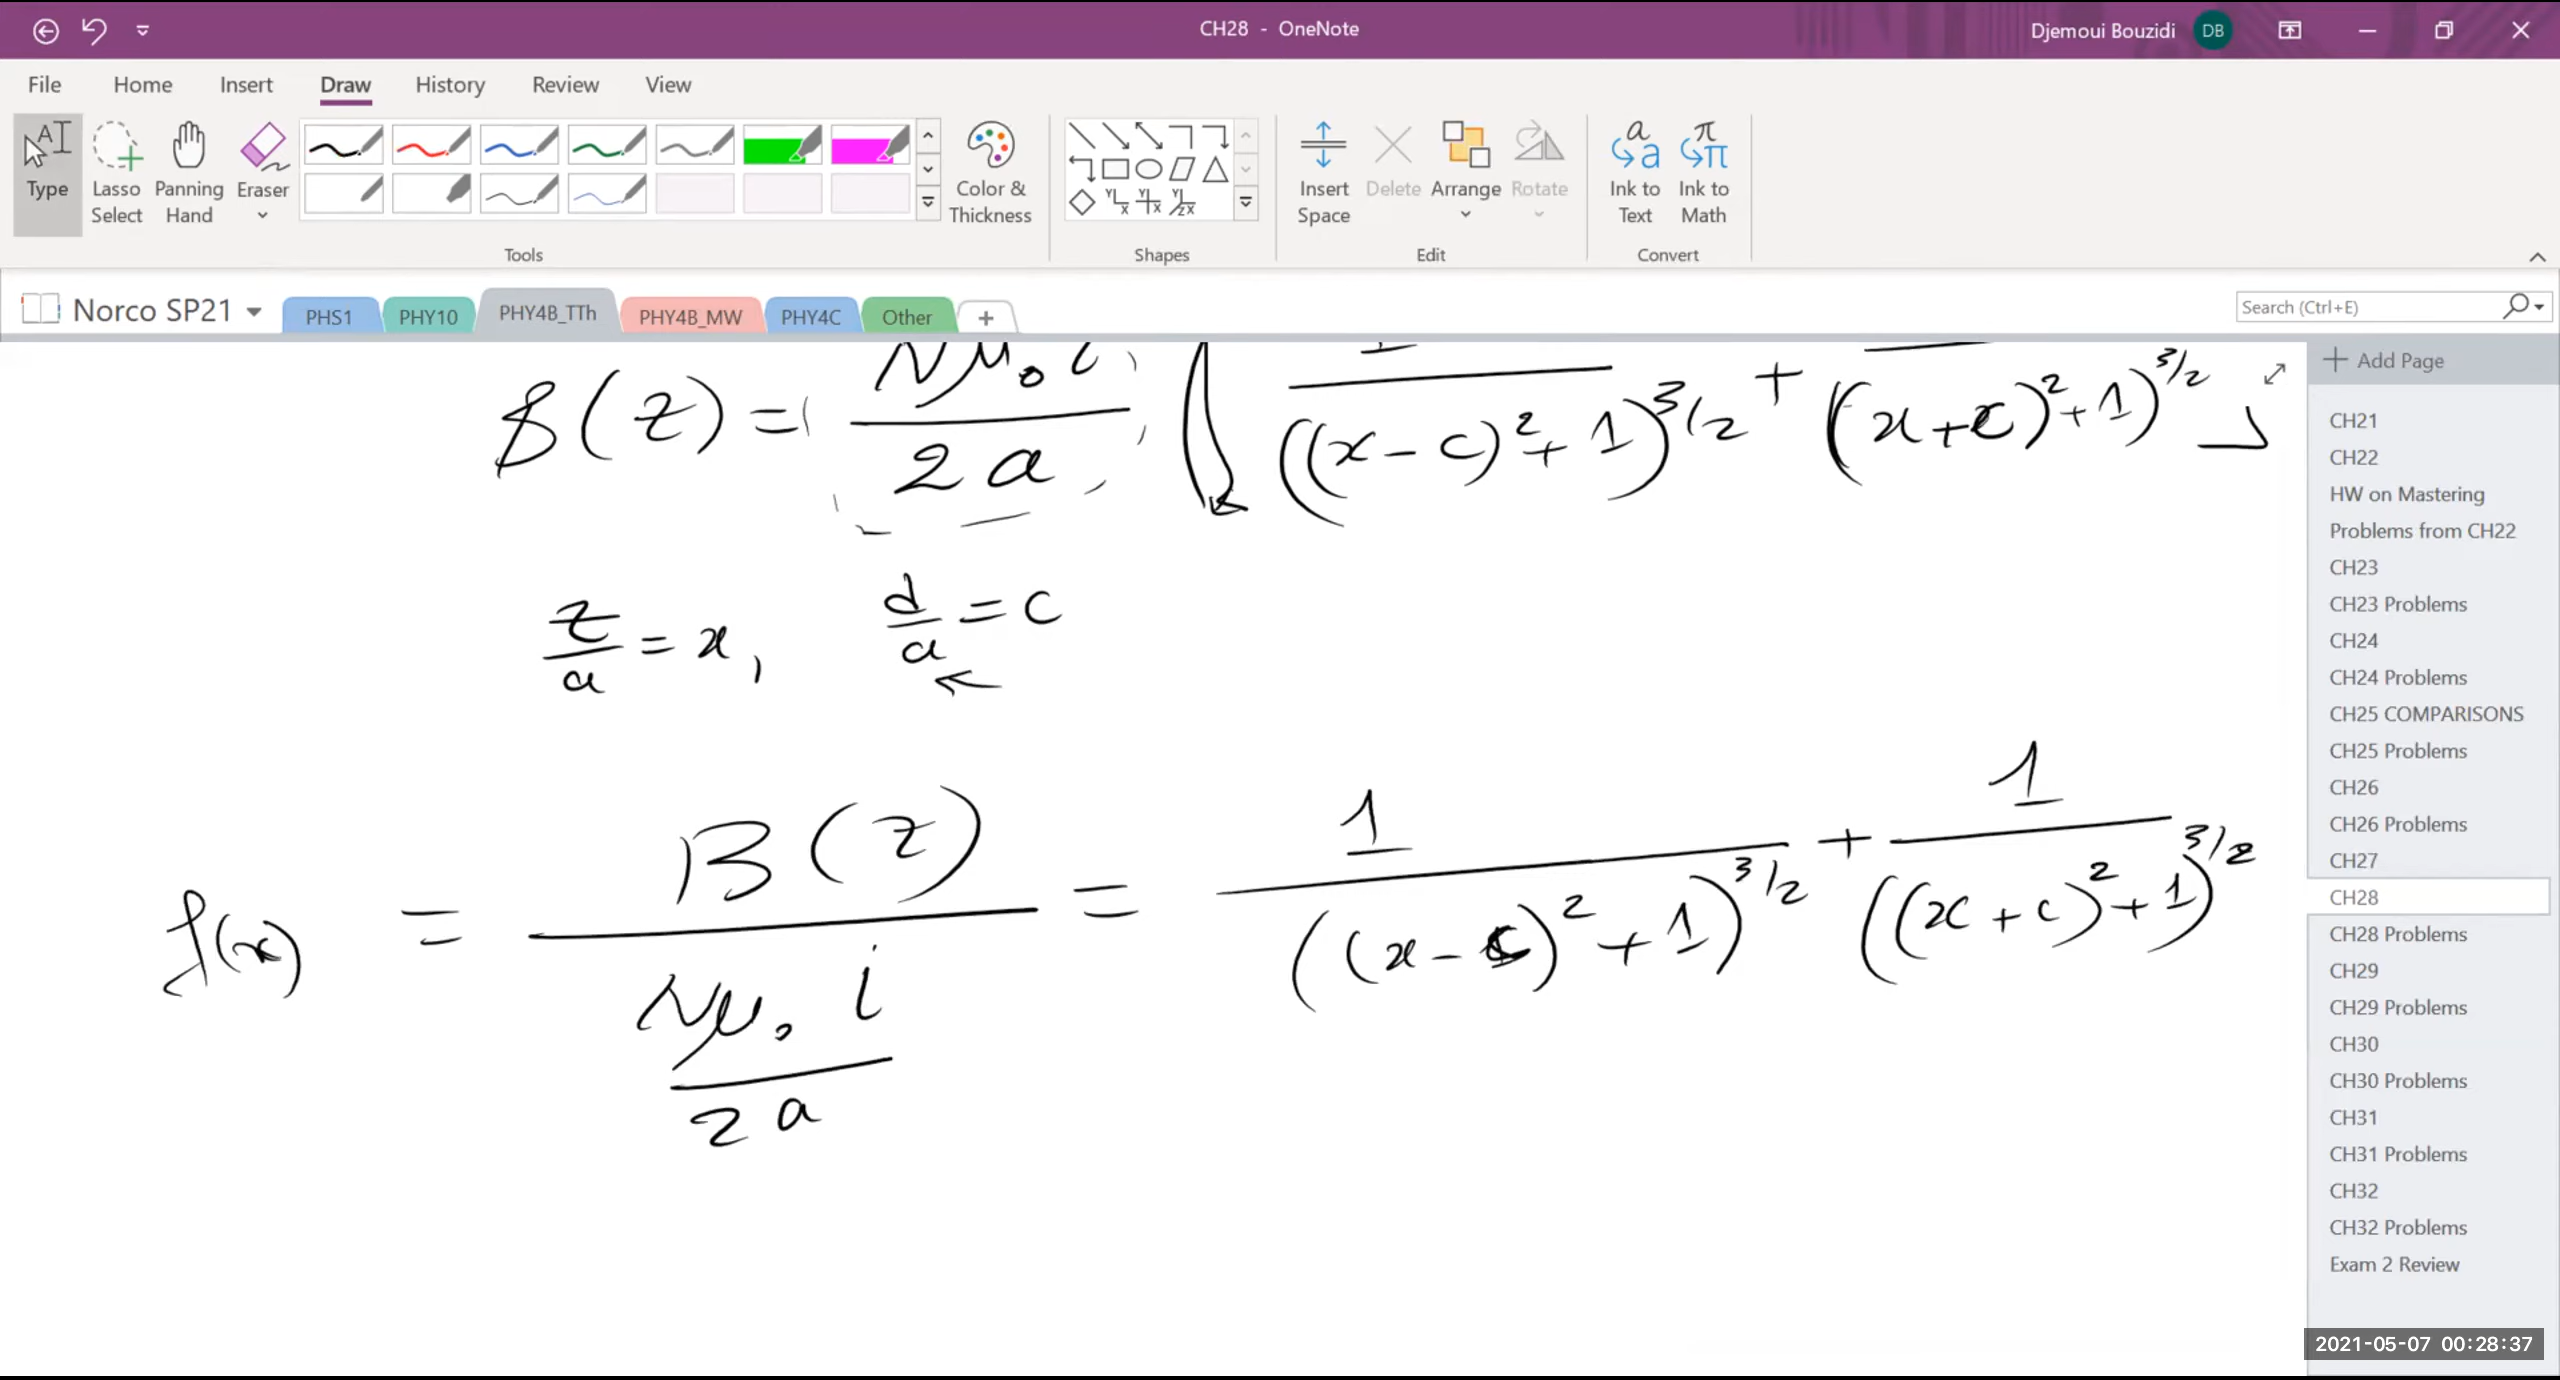 CH28 - OneNote
Djemoui Bouzidi DB
File Home Insert Draw History Review View
Type
Lasso Select
Panning Hand
Eraser
Color & Thickness
Insert Space
Delete
Arrange
Rotate
Ink to Text
Ink to Math
Tools
Shapes
Edit
Convert
Norco SP21
PHS1 PHY10 PHY4B_TTh PHY4B_MW PHY4C Other +
Search (Ctrl+E)
B(z) = Nμ₀i / 2a [ 1 / ((x - c)² + 1)^3/2 + / ((x + c)² + 1)^3/2 ]
z/a = x, d/a = c
f(x) = B(z) / (Nμ₀ i / 2a) = 1 / ((x - c)² + 1)^3/2 + 1 / ((x + c)² + 1)^3/2
Add Page
CH21
CH22
HW on Mastering
Problems from CH22
CH23
CH23 Problems
CH24
CH24 Problems
CH25 COMPARISONS
CH25 Problems
CH26
CH26 Problems
CH27
CH28
CH28 Problems
CH29
CH29 Problems
CH30
CH30 Problems
CH31
CH31 Problems
CH32
CH32 Problems
Exam 2 Review
2021-05-07 00:28:37